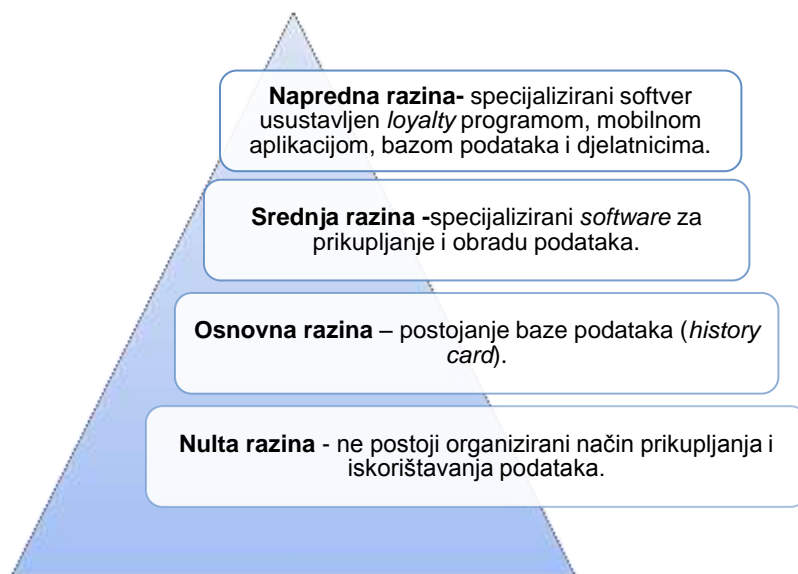 Napredna razina- specijalizirani softver
usustavljen loyalty programom, mobilnom
aplikacijom, bazom podataka i djelatnicima.
Srednja razina -specijalizirani software za
prikupljanje i obradu podataka.
Osnovna razina – postojanje baze podataka (history
card).
Nulta razina - ne postoji organizirani način prikupljanja i
iskorištavanja podataka.